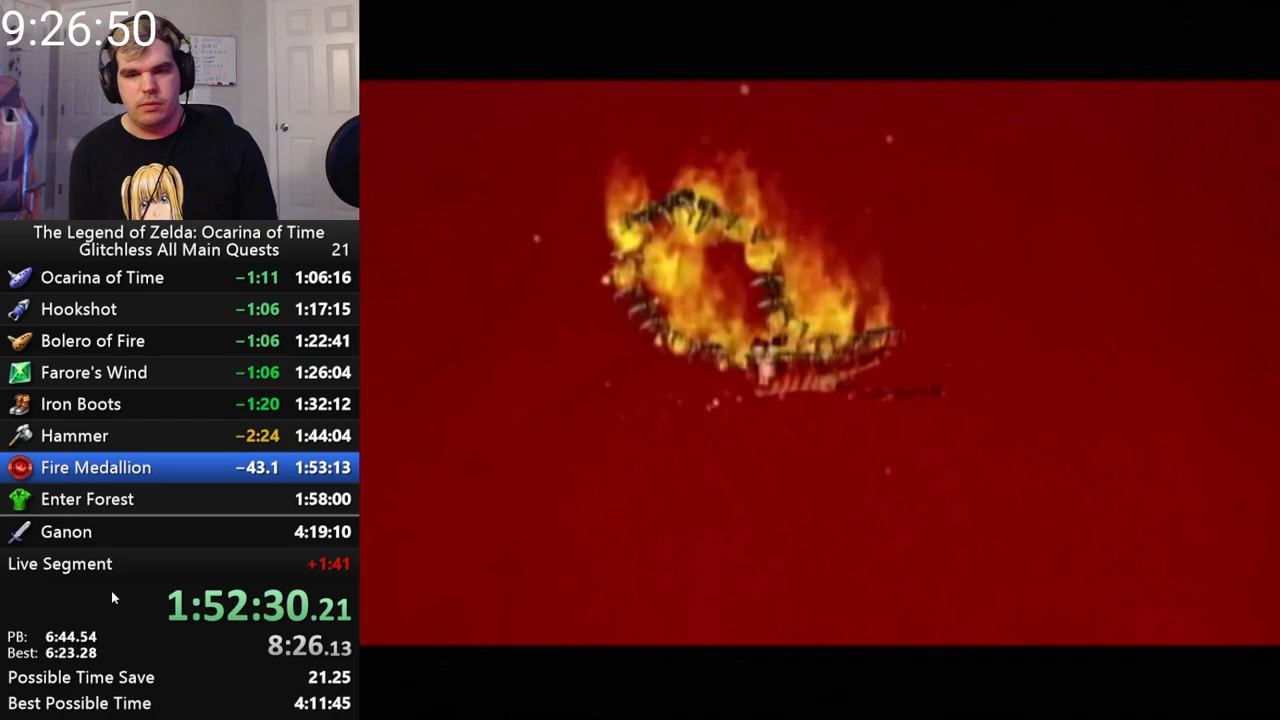 9:26:50
The Legend of Zelda: Ocarina of Time
Glitchless All Main Quests 21
Ocarina of Time −1:11 1:06:16
Hookshot −1:06 1:17:15
Bolero of Fire −1:06 1:22:41
Farore's Wind −1:06 1:26:04
Iron Boots −1:20 1:32:12
Hammer −2:24 1:44:04
Fire Medallion −43.1 1:53:13
Enter Forest 1:58:00
Ganon 4:19:10
Live Segment +1:41
1:52:30.21
PB: 6:44.54
Best: 6:23.28
8:26.13
Possible Time Save 21.25
Best Possible Time 4:11:45